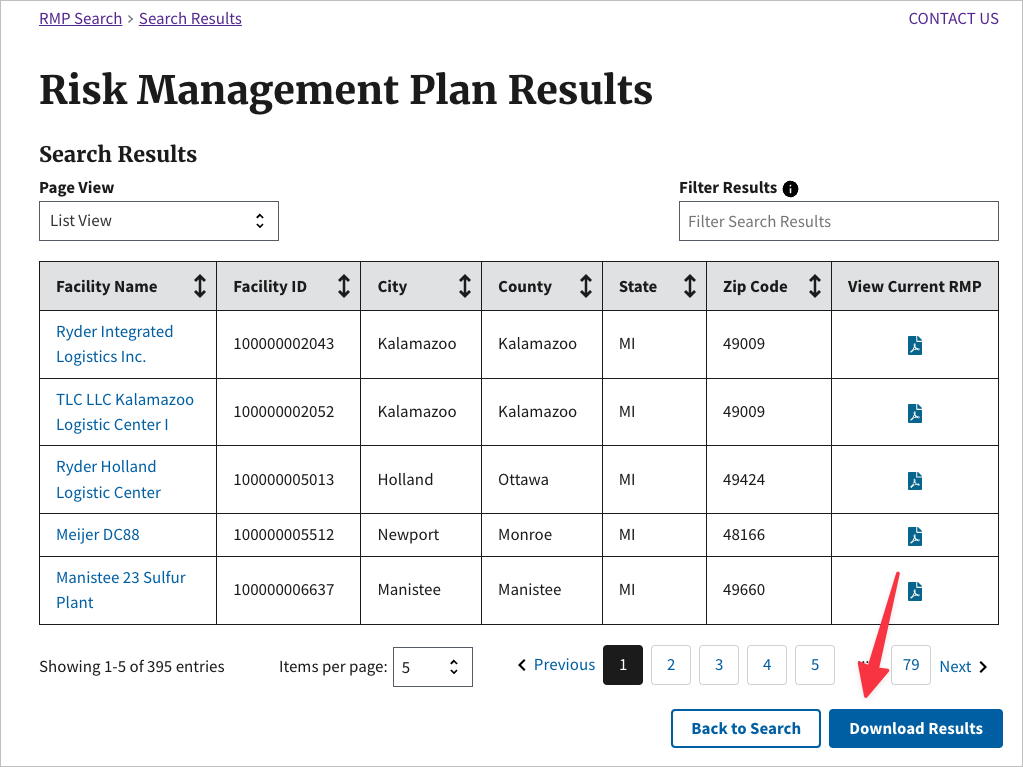 RMP Search > Search Results CONTACT US
Risk Management Plan Results
Search Results
Page View Filter Results
List View Filter Search Results
Facility Name Facility ID City County State Zip Code View Current RMP
Ryder Integrated
Logistics Inc. 100000002043 Kalamazoo Kalamazoo MI 49009
TLC LLC Kalamazoo
Logistic Center I 100000002052 Kalamazoo Kalamazoo MI 49009
Ryder Holland
Logistic Center 100000005013 Holland Ottawa MI 49424
Meijer DC88 100000005512 Newport Monroe MI 48166
Manistee 23 Sulfur
Plant 100000006637 Manistee Manistee MI 49660
Showing 1-5 of 395 entries Items per page: 5 Previous 1 2 3 4 5 79 Next
Back to Search Download Results